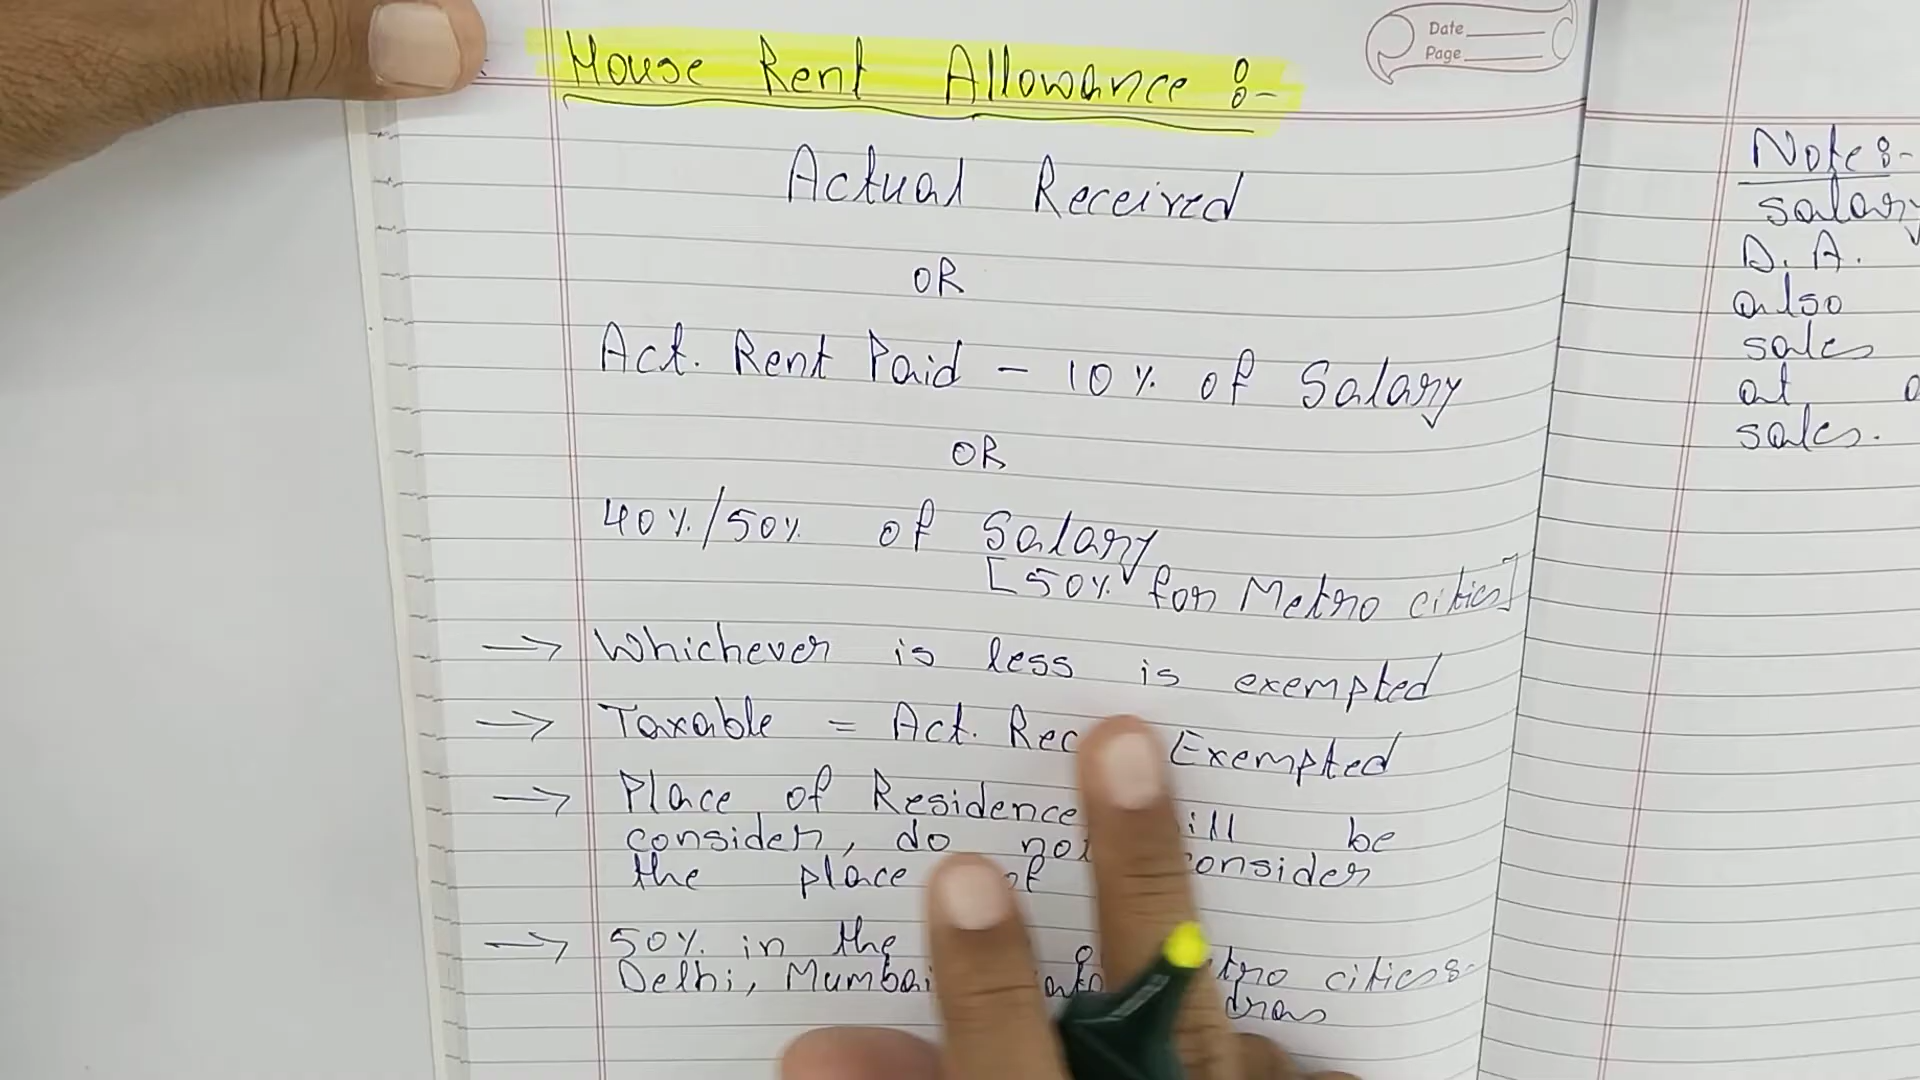 Date
Page
House Rent Allowance :-
Actual Received
OR
Act. Rent Paid - 10% of Salary
OR
40%/50% of Salary
[50% for Metro cities]
→ Whichever is less is exempted
→ Taxable = Act. Rec Exempted
→ Place of Residence be
consider, do consider
the place of
→ 50% in the cities:-
Delhi, Mumbai
Note:-
salary
D. A.
also
sales
at
sales.